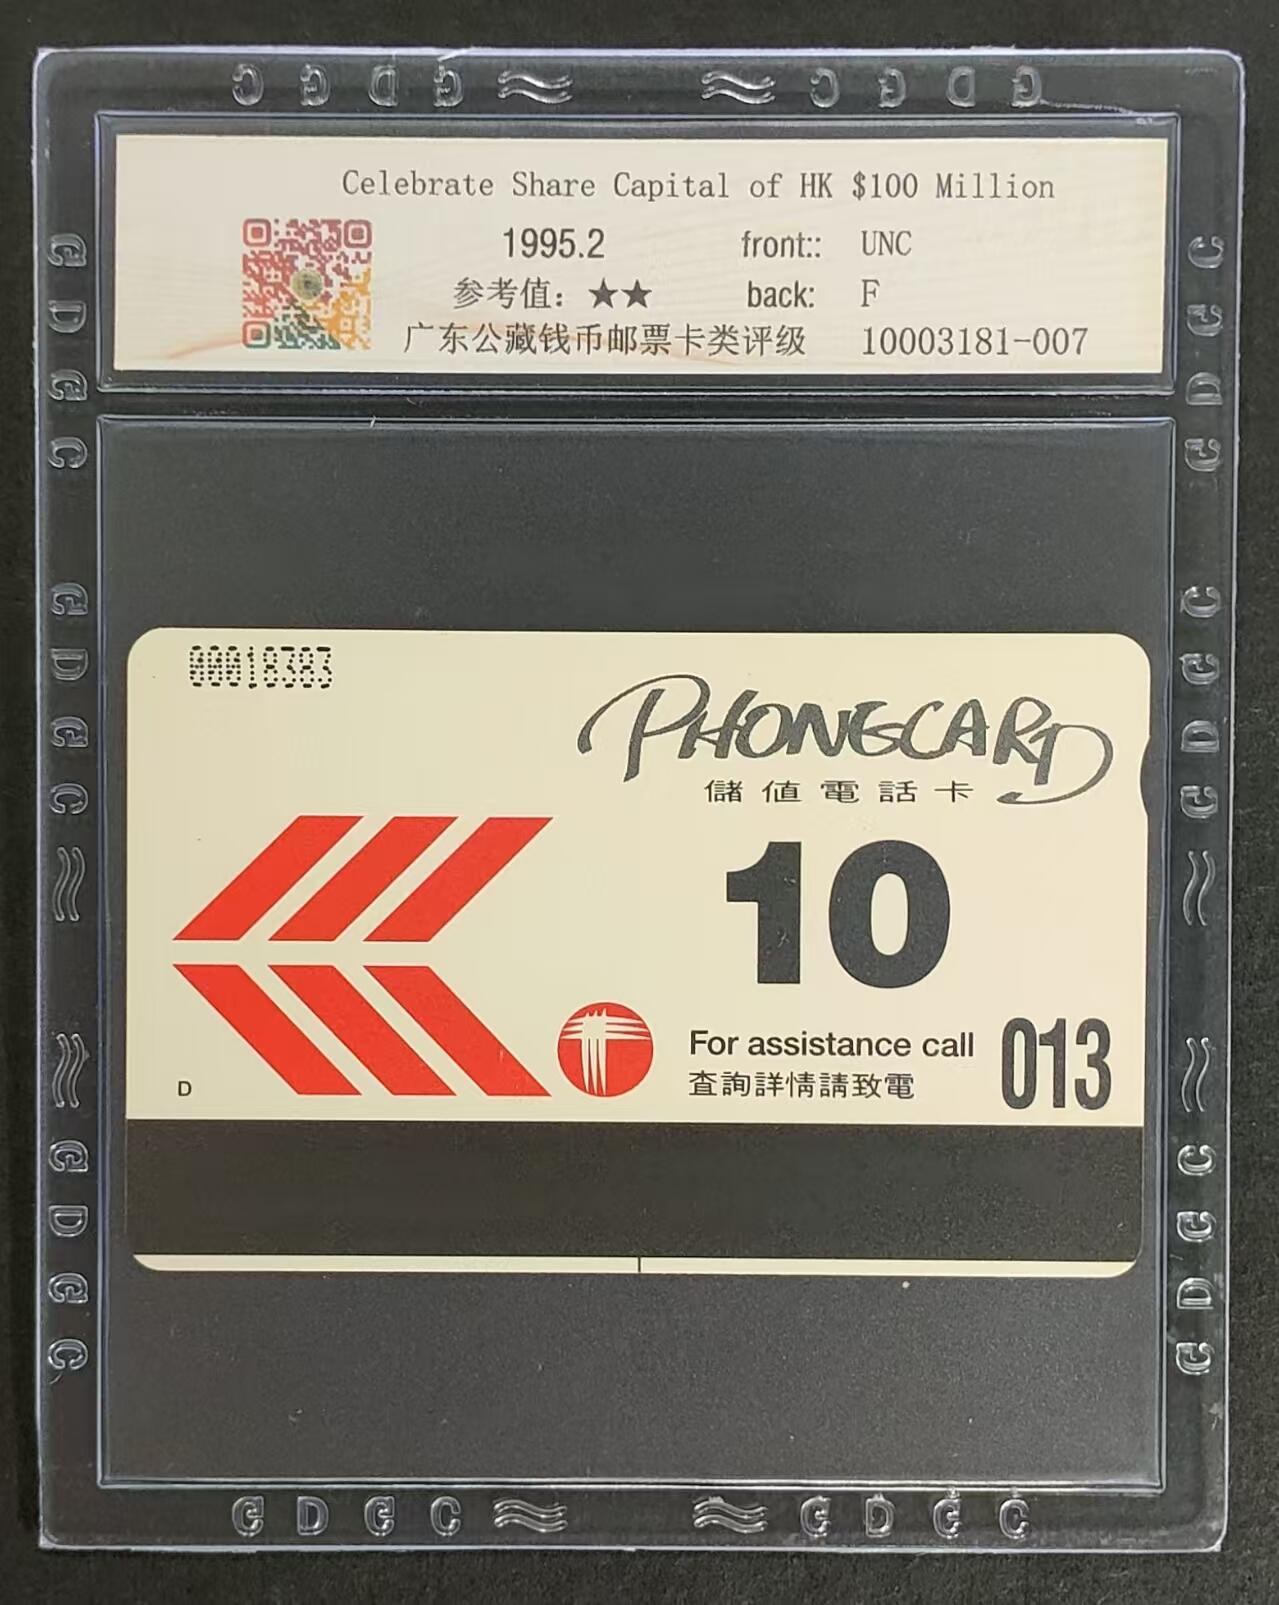 G D G C
C G D G
Celebrate Share Capital of HK $100 Million
1995.2 front:: UNC
参考值：★★ back: F
广东公藏钱币邮票卡类评级 10003181-007
00018383
PHONECARD
儲值電話卡
10
For assistance call 013
查詢詳情請致電
D
G D G C
G D G C